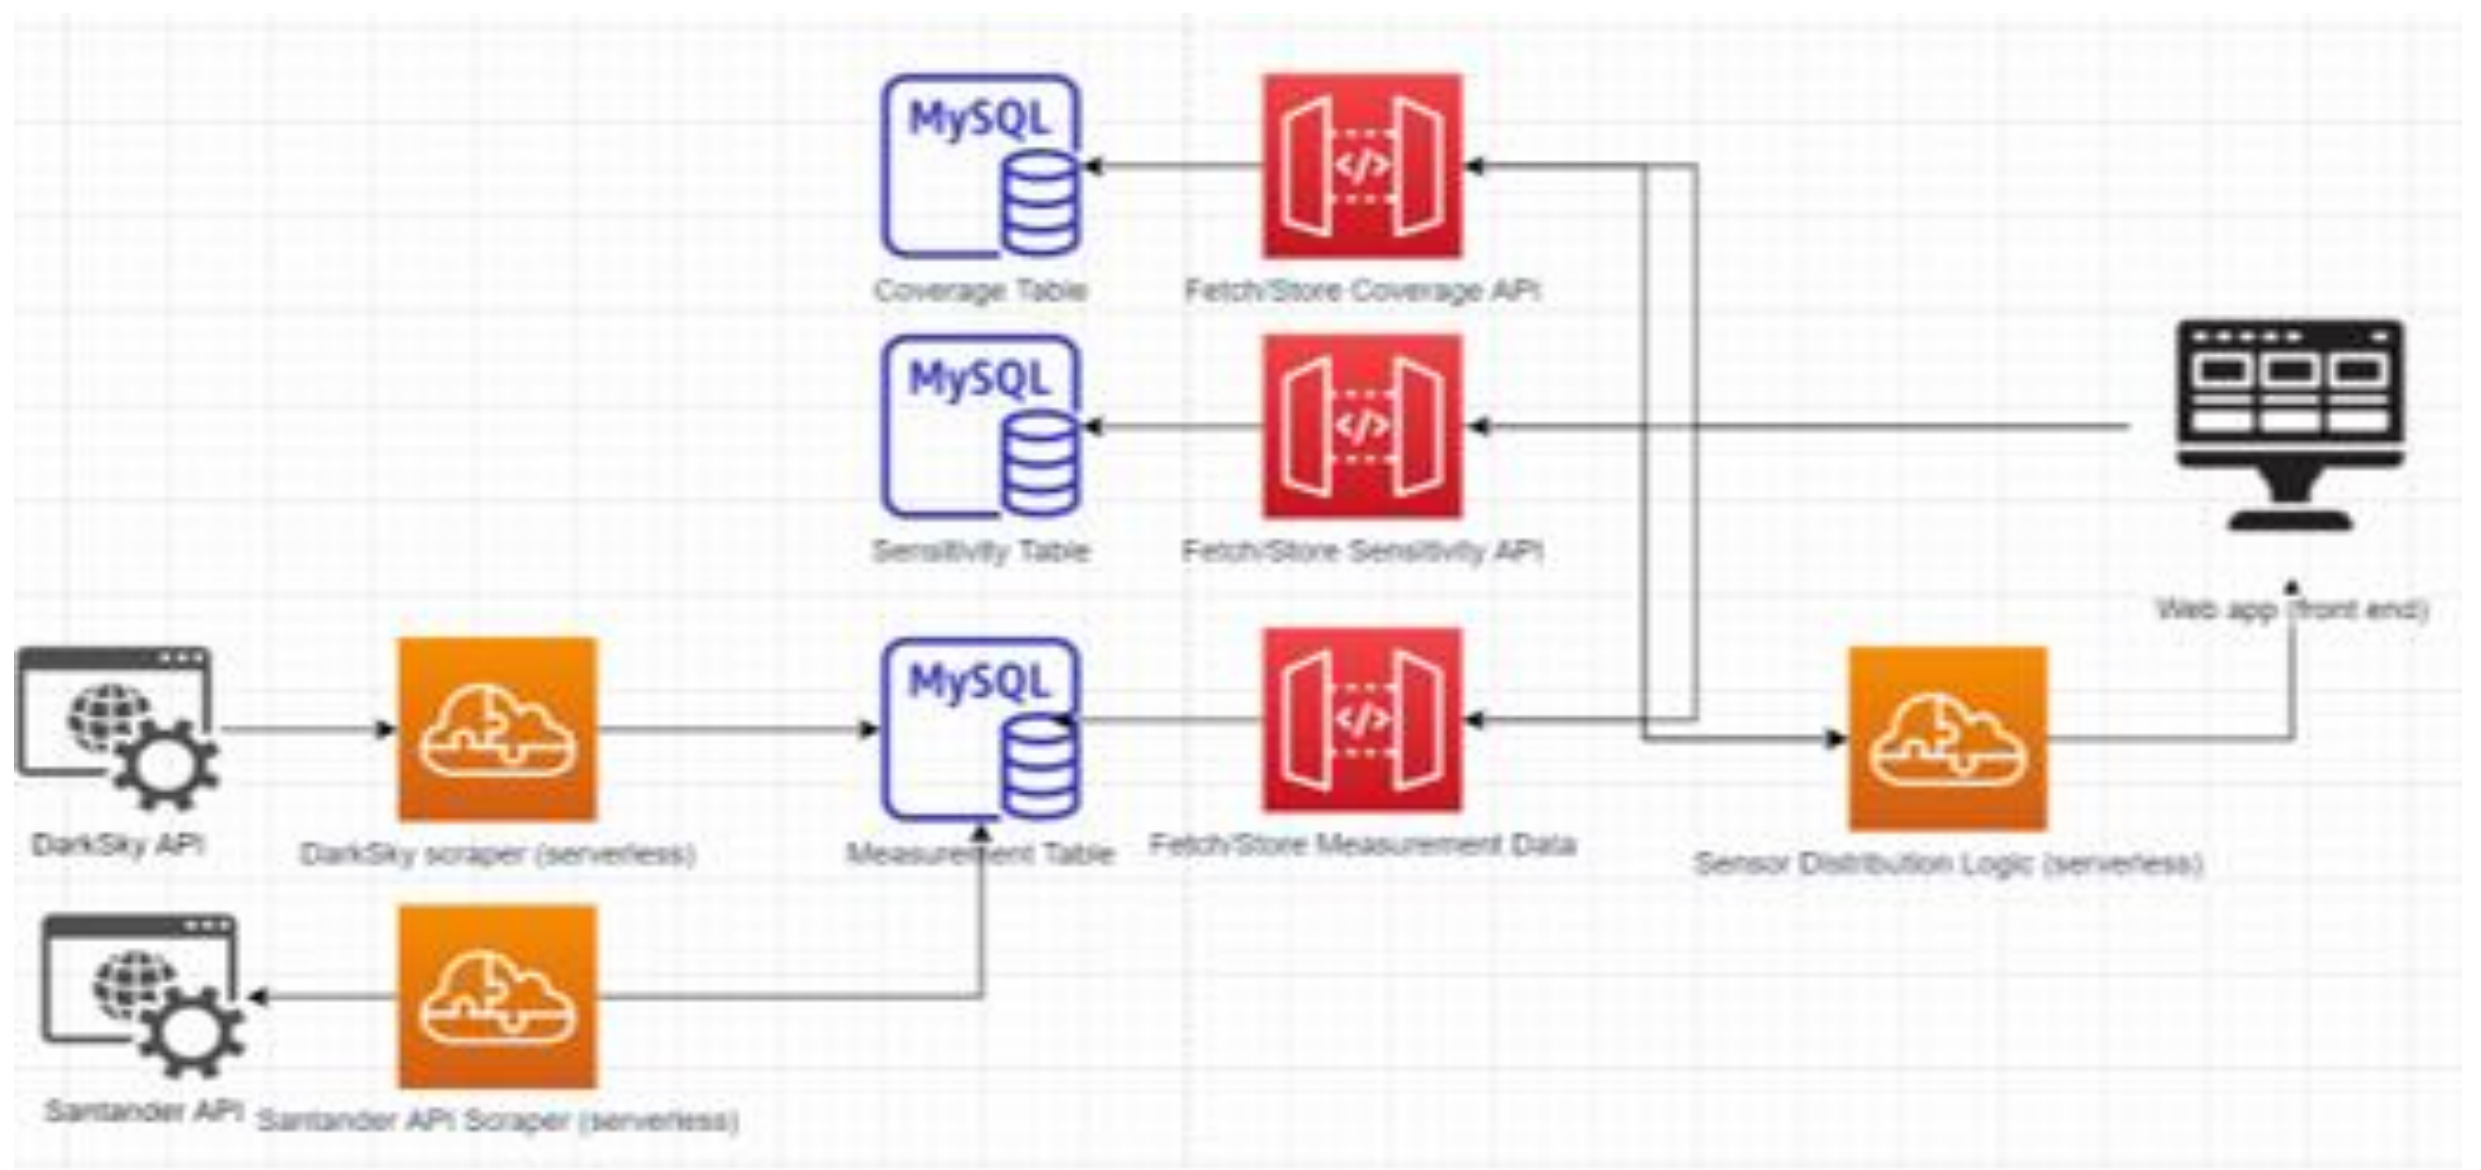 MySQL
</>
Coverage Table
Fetch/Store Coverage API
MySQL
</>
Sensitivity Table
Fetch/Store Sensitivity API
Web app (front end)
MySQL
</>
DarkSky API
DarkSky scraper (serverless)
Measurement Table
Fetch/Store Measurement Data
Sensor Distribution Logic (serverless)
Santander API
Santander API Scraper (serverless)